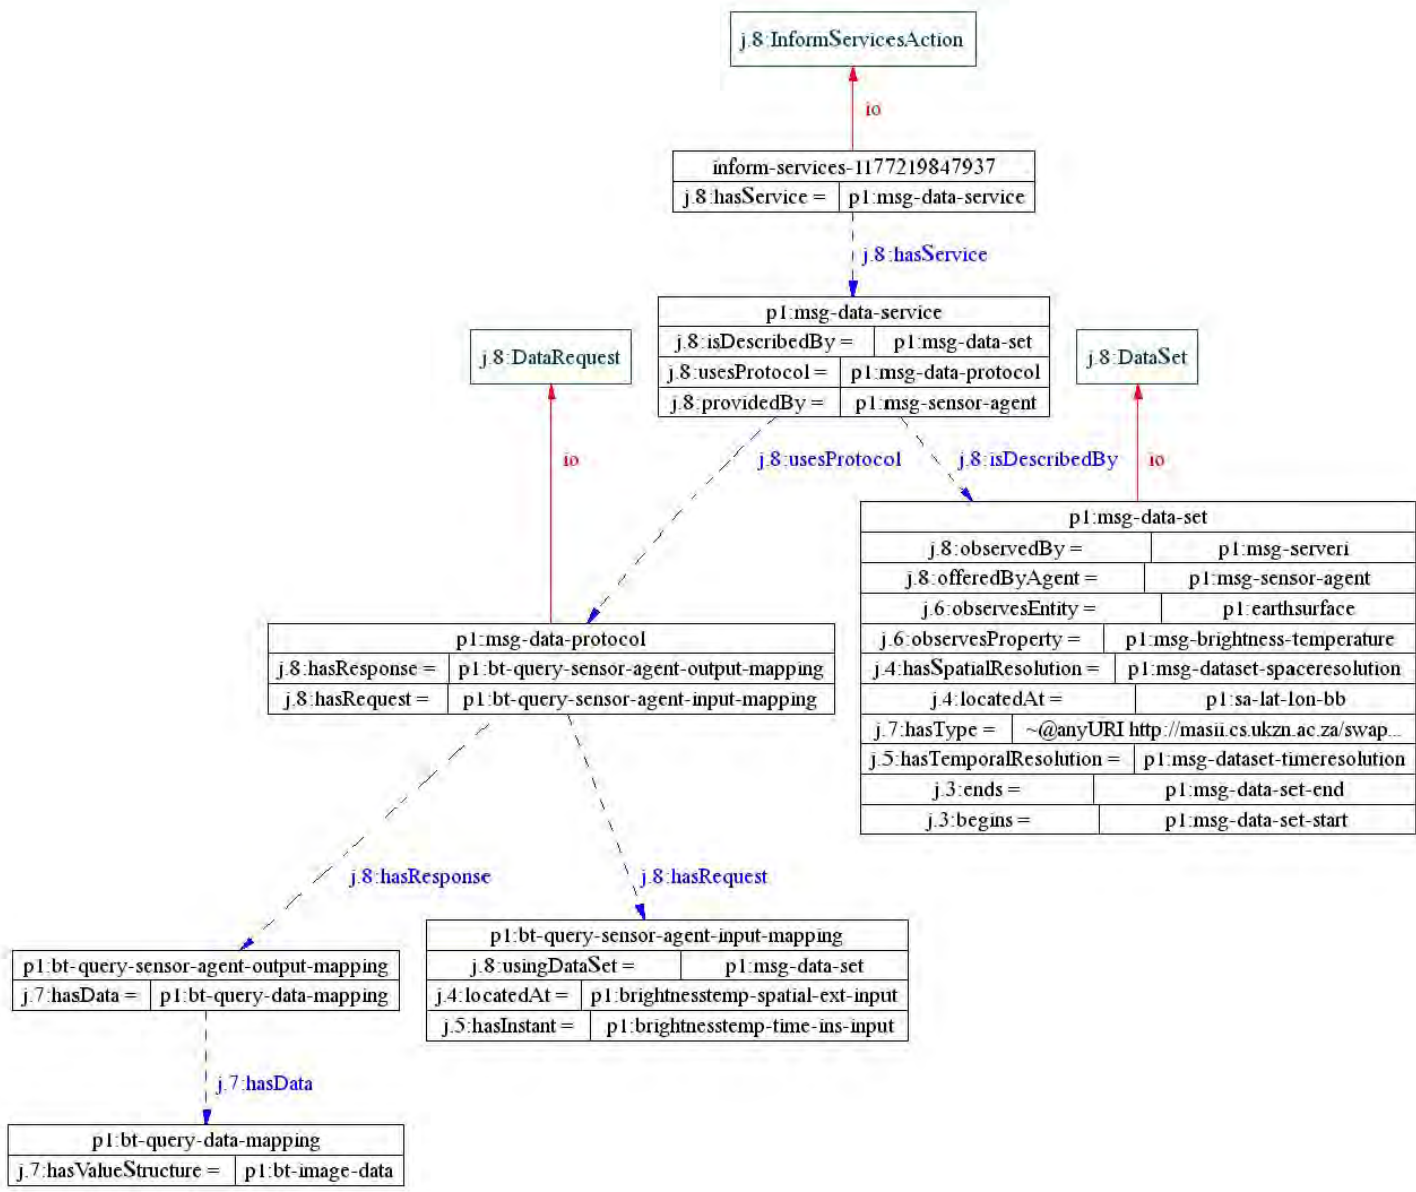 j.8:InformServicesAction
io
inform-services-1177219847937
j.8:hasService = p1:msg-data-service
j.8:hasService
p1:msg-data-service
j.8:isDescribedBy = p1:msg-data-set
j.8:usesProtocol = p1:msg-data-protocol
j.8:providedBy = p1:msg-sensor-agent
j.8:DataRequest
j.8:DataSet
io
j.8:usesProtocol
j.8:isDescribedBy
io
p1:msg-data-set
j.8:observedBy = p1:msg-serveri
j.8:offeredByAgent = p1:msg-sensor-agent
j.6:observesEntity = p1:earthsurface
j.6:observesProperty = p1:msg-brightness-temperature
j.4:hasSpatialResolution = p1:msg-dataset-spaceresolution
j.4:locatedAt = p1:sa-lat-lon-bb
j.7:hasType = ~@anyURI http://masii.cs.ukzn.ac.za/swap...
j.5:hasTemporalResolution = p1:msg-dataset-timeresolution
j.3:ends = p1:msg-data-set-end
j.3:begins = p1:msg-data-set-start
p1:msg-data-protocol
j.8:hasResponse = p1:bt-query-sensor-agent-output-mapping
j.8:hasRequest = p1:bt-query-sensor-agent-input-mapping
j.8:hasResponse
j.8:hasRequest
p1:bt-query-sensor-agent-input-mapping
j.8:usingDataSet = p1:msg-data-set
j.4:locatedAt = p1:brightnesstemp-spatial-ext-input
j.5:hasInstant = p1:brightnesstemp-time-ins-input
p1:bt-query-sensor-agent-output-mapping
j.7:hasData = p1:bt-query-data-mapping
j.7:hasData
p1:bt-query-data-mapping
j.7:hasValueStructure = p1:bt-image-data